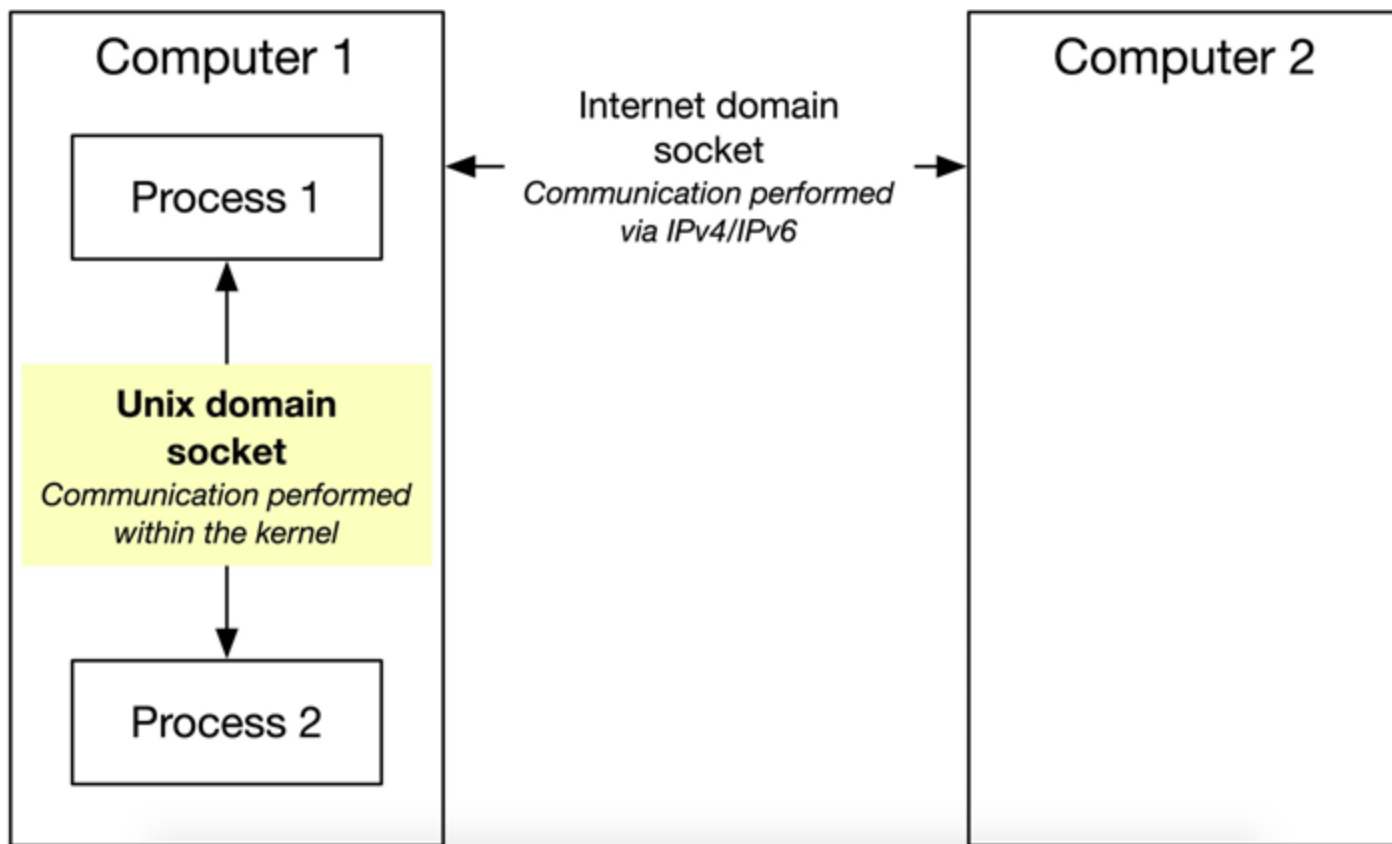 Computer 1
Process 1
Unix domain
socket
Communication performed
within the kernel
Process 2
Internet domain
socket
Communication performed
via IPv4/IPv6
Computer 2